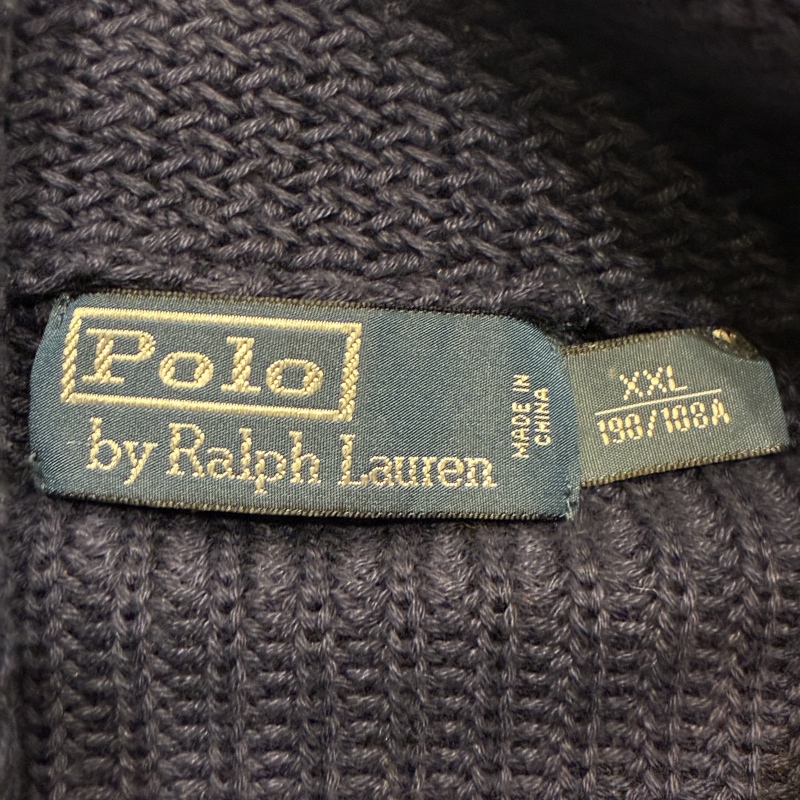 Polo
by Ralph Lauren
MADE IN
CHINA
XXL
190/108A